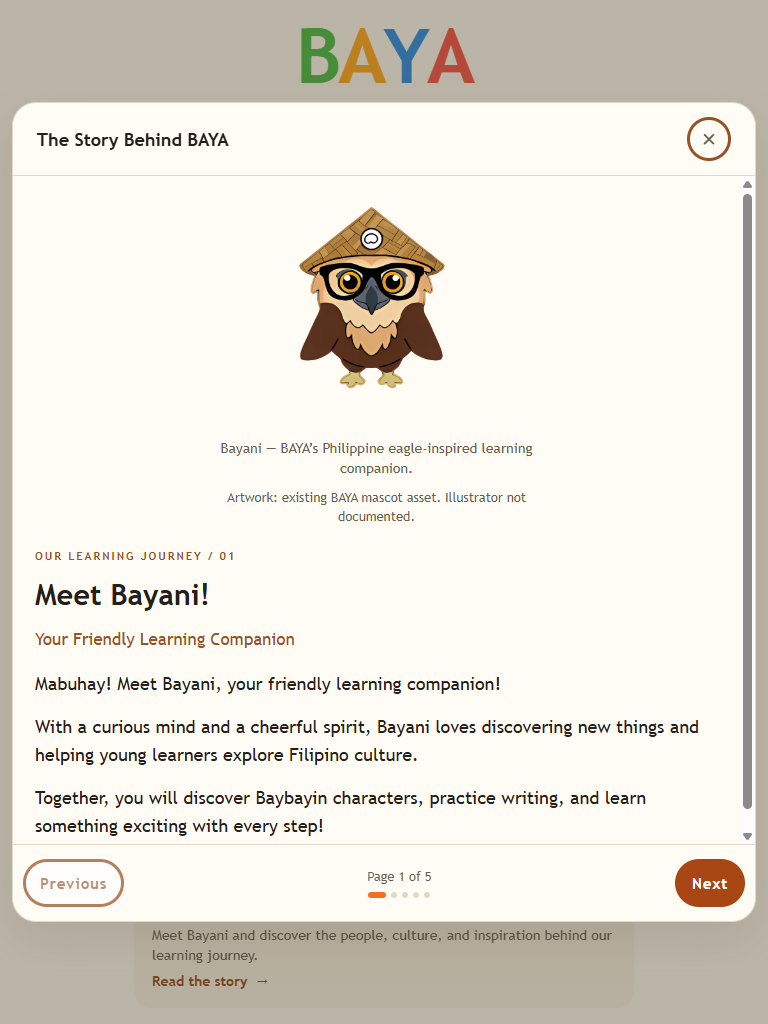 BAYA
The Story Behind BAYA
Bayani — BAYA's Philippine eagle-inspired learning
companion.
Artwork: existing BAYA mascot asset. Illustrator not
documented.
OUR LEARNING JOURNEY / 01
Meet Bayani!
Your Friendly Learning Companion
Mabuhay! Meet Bayani, your friendly learning companion!
With a curious mind and a cheerful spirit, Bayani loves discovering new things and
helping young learners explore Filipino culture.
Together, you will discover Baybayin characters, practice writing, and learn
something exciting with every step!
Previous
Page 1 of 5
Next
Meet Bayani and discover the people, culture, and inspiration behind our
learning journey.
Read the story →